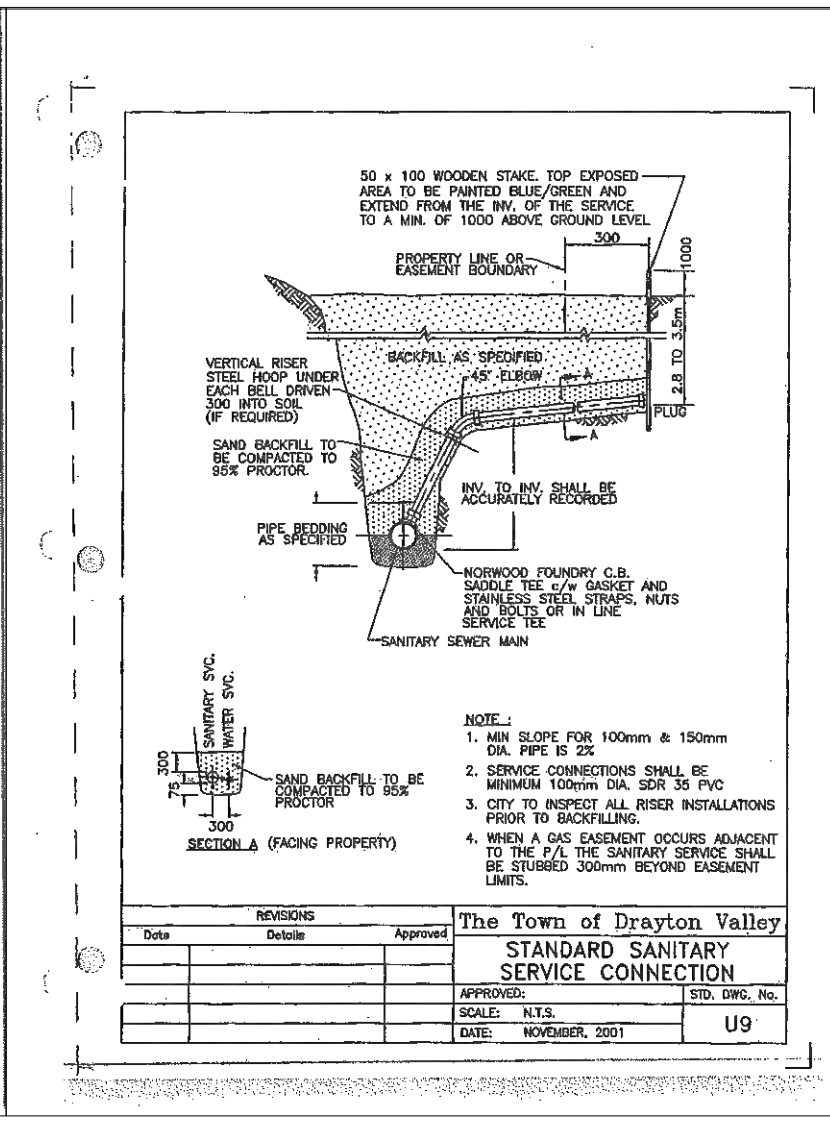 50 x 100 WOODEN STAKE. TOP EXPOSED
AREA TO BE PAINTED BLUE/GREEN AND
EXTEND FROM THE INV. OF THE SERVICE
TO A MIN. OF 1000 ABOVE GROUND LEVEL
300
1000
PROPERTY LINE OR
EASEMENT BOUNDARY
2.8 TO 3.5m
BACKFILL AS SPECIFIED
45° ELBOW
A
PLUG
A
VERTICAL RISER
STEEL HOOP UNDER
EACH BELL DRIVEN
300 INTO SOIL
(IF REQUIRED)
SAND BACKFILL TO
BE COMPACTED TO
95% PROCTOR.
INV. TO INV. SHALL BE
ACCURATELY RECORDED
PIPE BEDDING
AS SPECIFIED
NORWOOD FOUNDRY C.B.
SADDLE TEE c/w GASKET AND
STAINLESS STEEL STRAPS, NUTS
AND BOLTS OR IN LINE
SERVICE TEE
SANITARY SEWER MAIN
SANITARY SVC.
WATER SVC.
300
75
300
SAND BACKFILL TO BE
COMPACTED TO 95%
PROCTOR
SECTION A (FACING PROPERTY)
NOTE :
1. MIN SLOPE FOR 100mm & 150mm
DIA. PIPE IS 2%
2. SERVICE CONNECTIONS SHALL BE
MINIMUM 100mm DIA. SDR 35 PVC
3. CITY TO INSPECT ALL RISER INSTALLATIONS
PRIOR TO BACKFILLING.
4. WHEN A GAS EASEMENT OCCURS ADJACENT
TO THE P/L THE SANITARY SERVICE SHALL
BE STUBBED 300mm BEYOND EASEMENT
LIMITS.
REVISIONS
Date Details Approved
The Town of Drayton Valley
STANDARD SANITARY
SERVICE CONNECTION
APPROVED:
STD. DWG. No.
SCALE: N.T.S.
U9
DATE: NOVEMBER, 2001